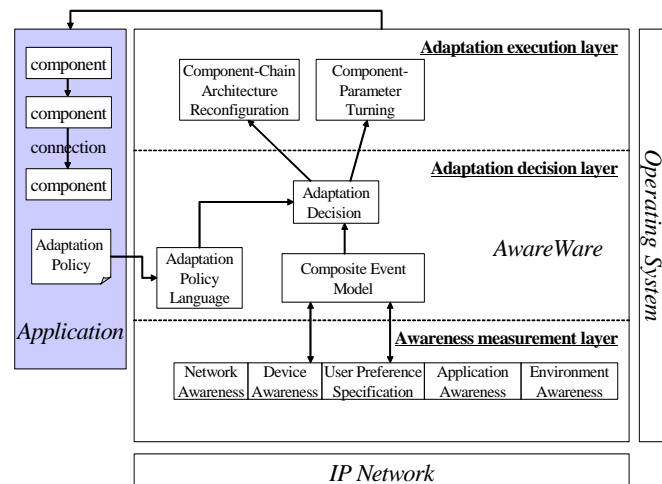 component
component
connection
component
Adaptation
Policy
Application
Adaptation execution layer
Component-Chain
Architecture
Reconfiguration
Component-
Parameter
Turning
Adaptation decision layer
Adaptation
Decision
AwareWare
Adaptation
Policy
Language
Composite Event
Model
Awareness measurement layer
Network
Awareness
Device
Awareness
User Preference
Specification
Application
Awareness
Environment
Awareness
Operating System
IP Network